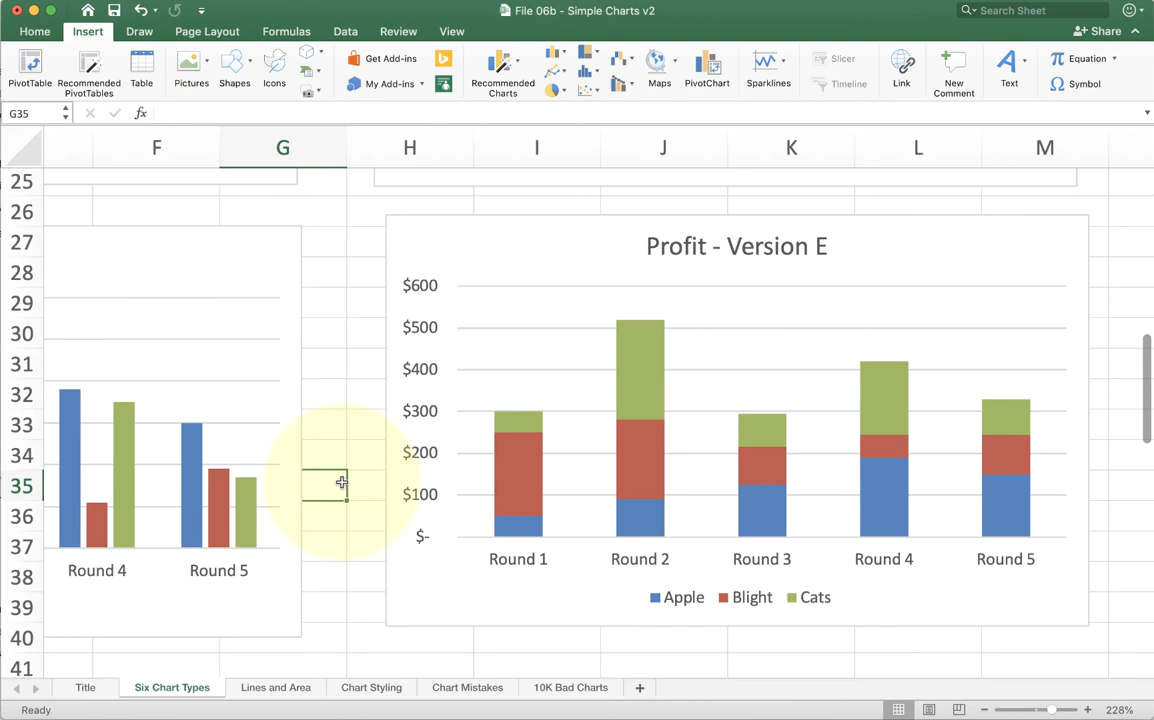 File 06b - Simple Charts v2
Search Sheet
Home Insert Draw Page Layout Formulas Data Review View
Share
Get Add-ins
My Add-ins
Slicer
Timeline
Equation
Symbol
PivotTable
Recommended
PivotTables
Table
Pictures
Shapes
Icons
Recommended
Charts
Maps
PivotChart
Sparklines
Link
New
Comment
Text
G35
fx
F G H I J K L M
25
26
27
28
29
30
31
32
33
34
35
36
37
38
39
40
41
Round 4 Round 5
Profit - Version E
$600
$500
$400
$300
$200
$100
$-
Round 1 Round 2 Round 3 Round 4 Round 5
Apple Blight Cats
Title Six Chart Types Lines and Area Chart Styling Chart Mistakes 10K Bad Charts
Ready
228%